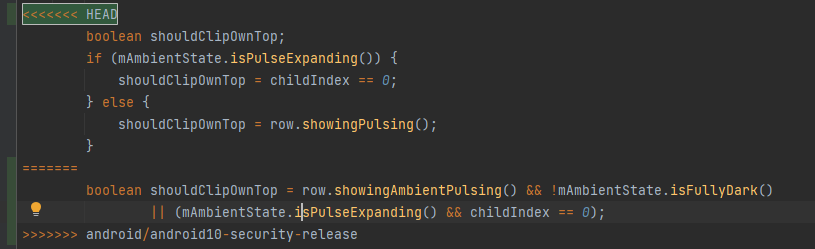 <<<<<<< HEAD
        boolean shouldClipOwnTop;
        if (mAmbientState.isPulseExpanding()) {
            shouldClipOwnTop = childIndex == 0;
        } else {
            shouldClipOwnTop = row.showingPulsing();
        }
=======
        boolean shouldClipOwnTop = row.showingAmbientPulsing() && !mAmbientState.isFullyDark()
                || (mAmbientState.isPulseExpanding() && childIndex == 0);
>>>>>>> android/android10-security-release